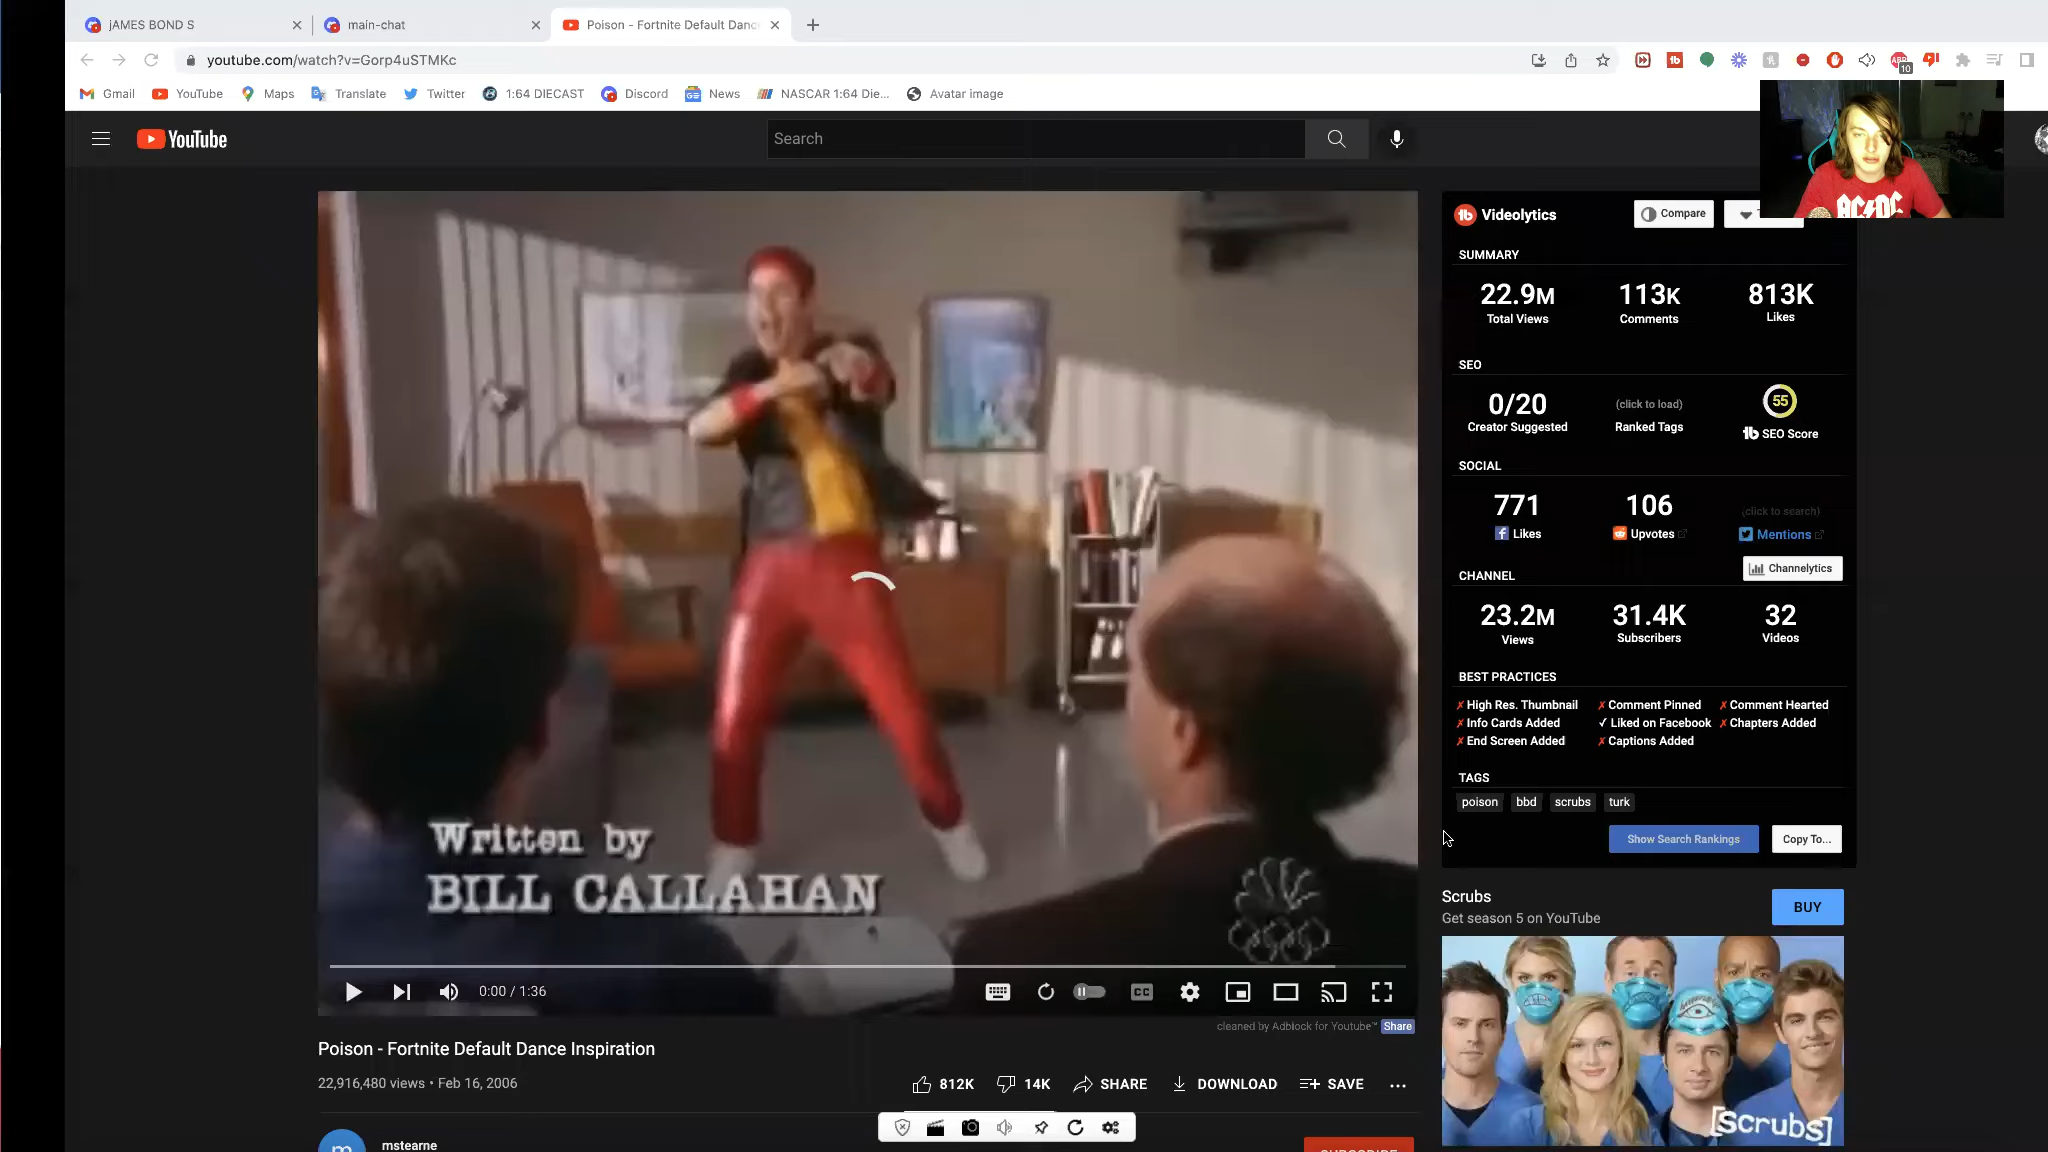 jAMES BOND S
main-chat
Poison - Fortnite Default Danc
youtube.com/watch?v=Gorp4uSTMKc
10
Gmail
YouTube
Maps
Translate
Twitter
1:64 DIECAST
Discord
News
NASCAR 1:64 Die...
Avatar image
YouTube
Search
AC/DC
Videolytics
Compare
SUMMARY
22.9M 113K 813K
Total Views Comments Likes
SEO
0/20 (click to load) 55
Creator Suggested Ranked Tags SEO Score
SOCIAL
771 106 (click to search)
Likes Upvotes Mentions
CHANNEL Channelytics
23.2M 31.4K 32
Views Subscribers Videos
BEST PRACTICES
✗ High Res. Thumbnail ✗ Comment Pinned ✗ Comment Hearted
✗ Info Cards Added ✓ Liked on Facebook ✗ Chapters Added
✗ End Screen Added ✗ Captions Added
TAGS
poison bbd scrubs turk
Show Search Rankings Copy To...
Written by
BILL CALLAHAN
0:00 / 1:36
CC
cleaned by Adblock for Youtube™ Share
Scrubs
Get season 5 on YouTube
BUY
[scrubs]
Poison - Fortnite Default Dance Inspiration
22,916,480 views • Feb 16, 2006
812K 14K SHARE DOWNLOAD SAVE ...
mstearne